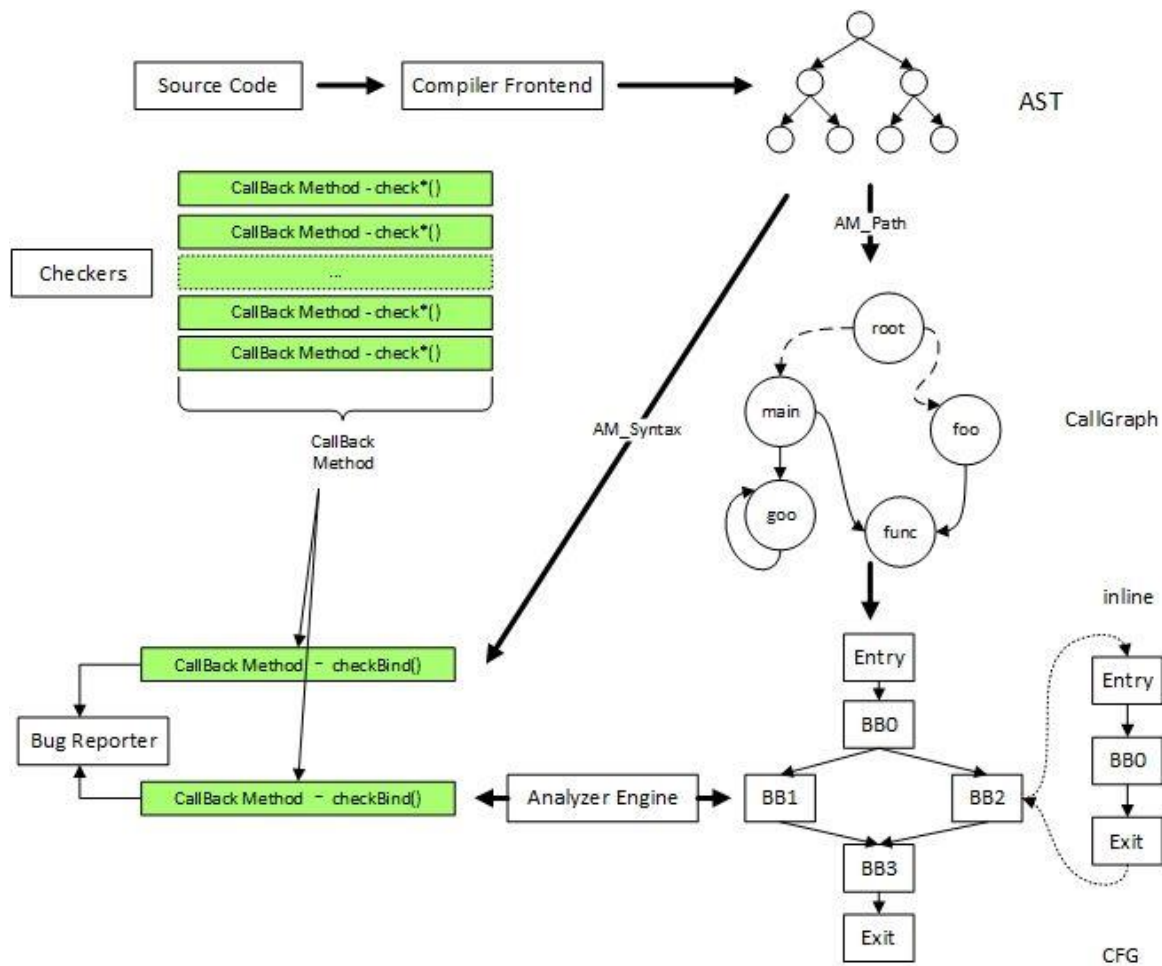 Source Code
Compiler Frontend
AST
CallBack Method - check*()
CallBack Method - check*()
...
CallBack Method - check*()
CallBack Method - check*()
Checkers
CallBack
Method
AM_Path
AM_Syntax
root
main
foo
goo
func
CallGraph
inline
CallBack Method - checkBind()
Bug Reporter
CallBack Method - checkBind()
Analyzer Engine
Entry
BB0
BB1
BB2
BB3
Exit
Entry
BB0
Exit
CFG